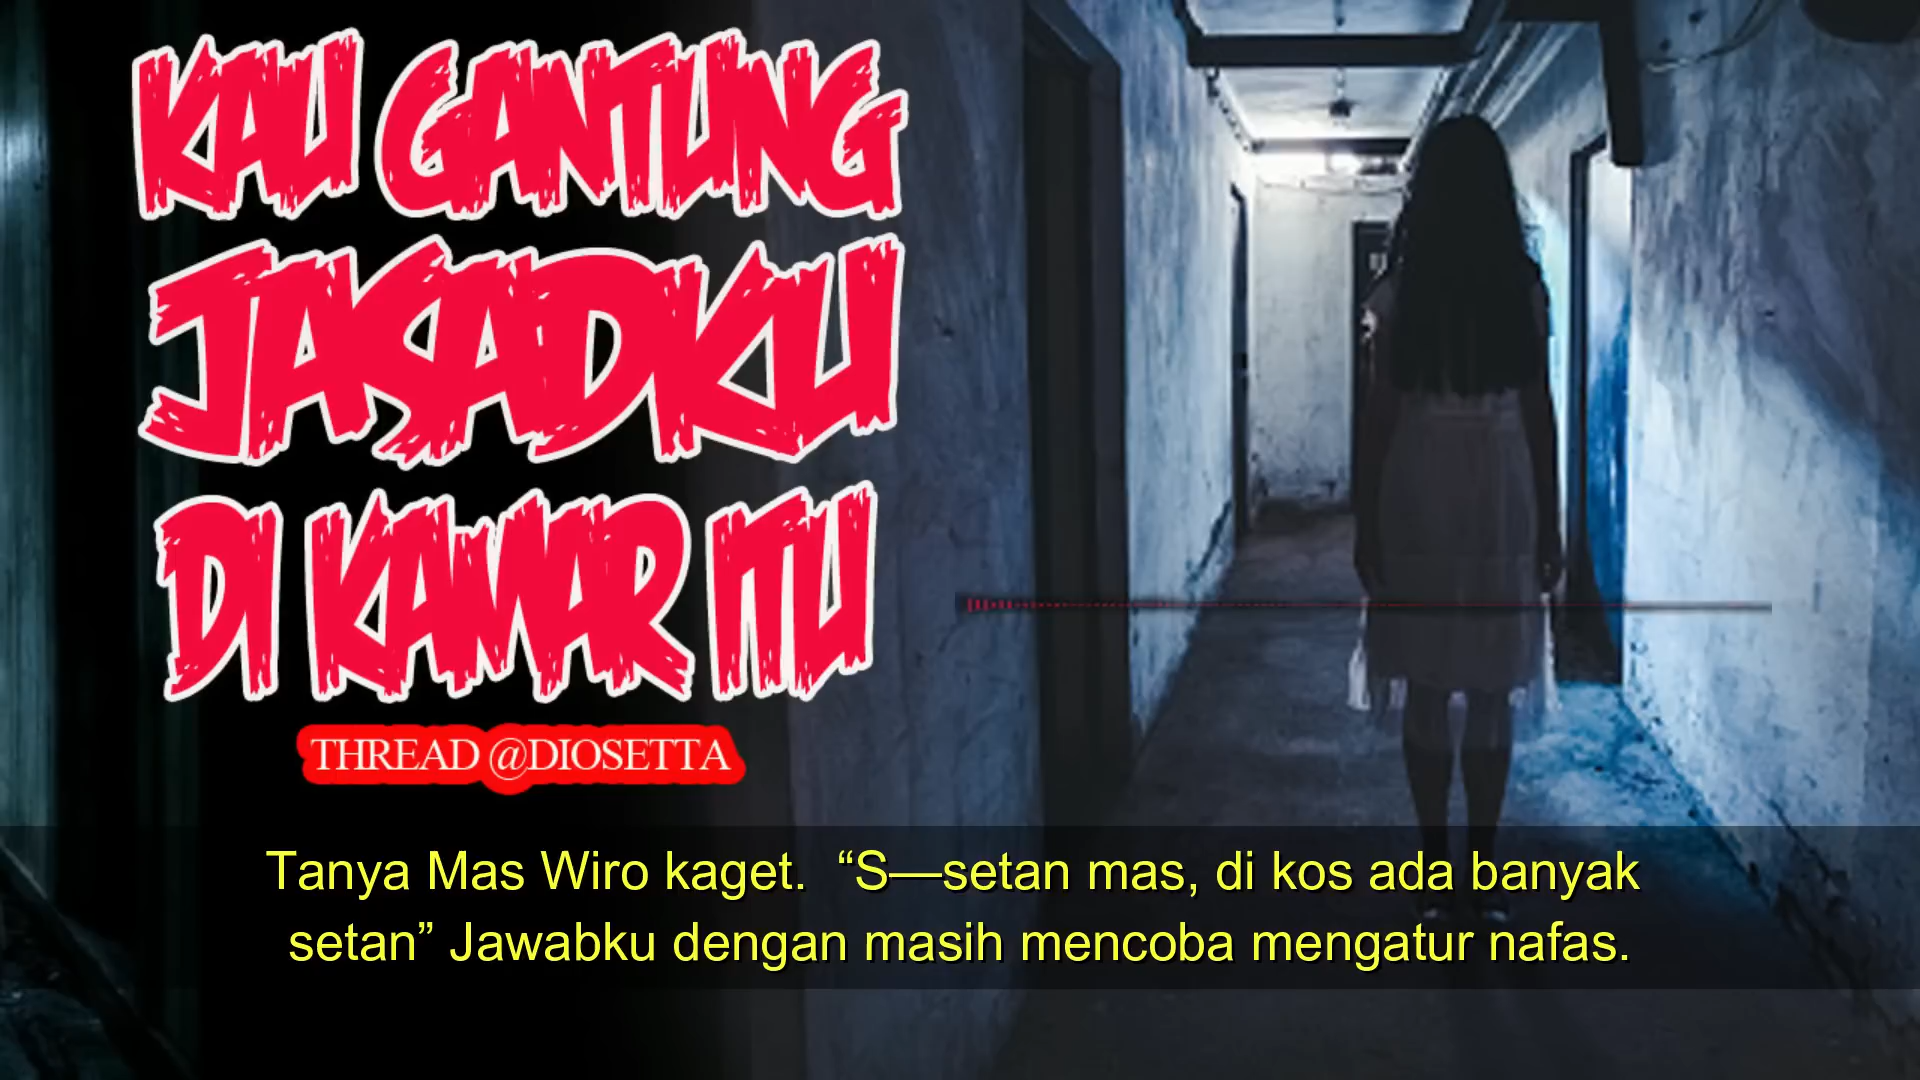 KAU GANTUNG
JASADKU
DI KAMAR ITU
THREAD @DIOSETTA
Tanya Mas Wiro kaget.  “S—setan mas, di kos ada banyak
setan” Jawabku dengan masih mencoba mengatur nafas.